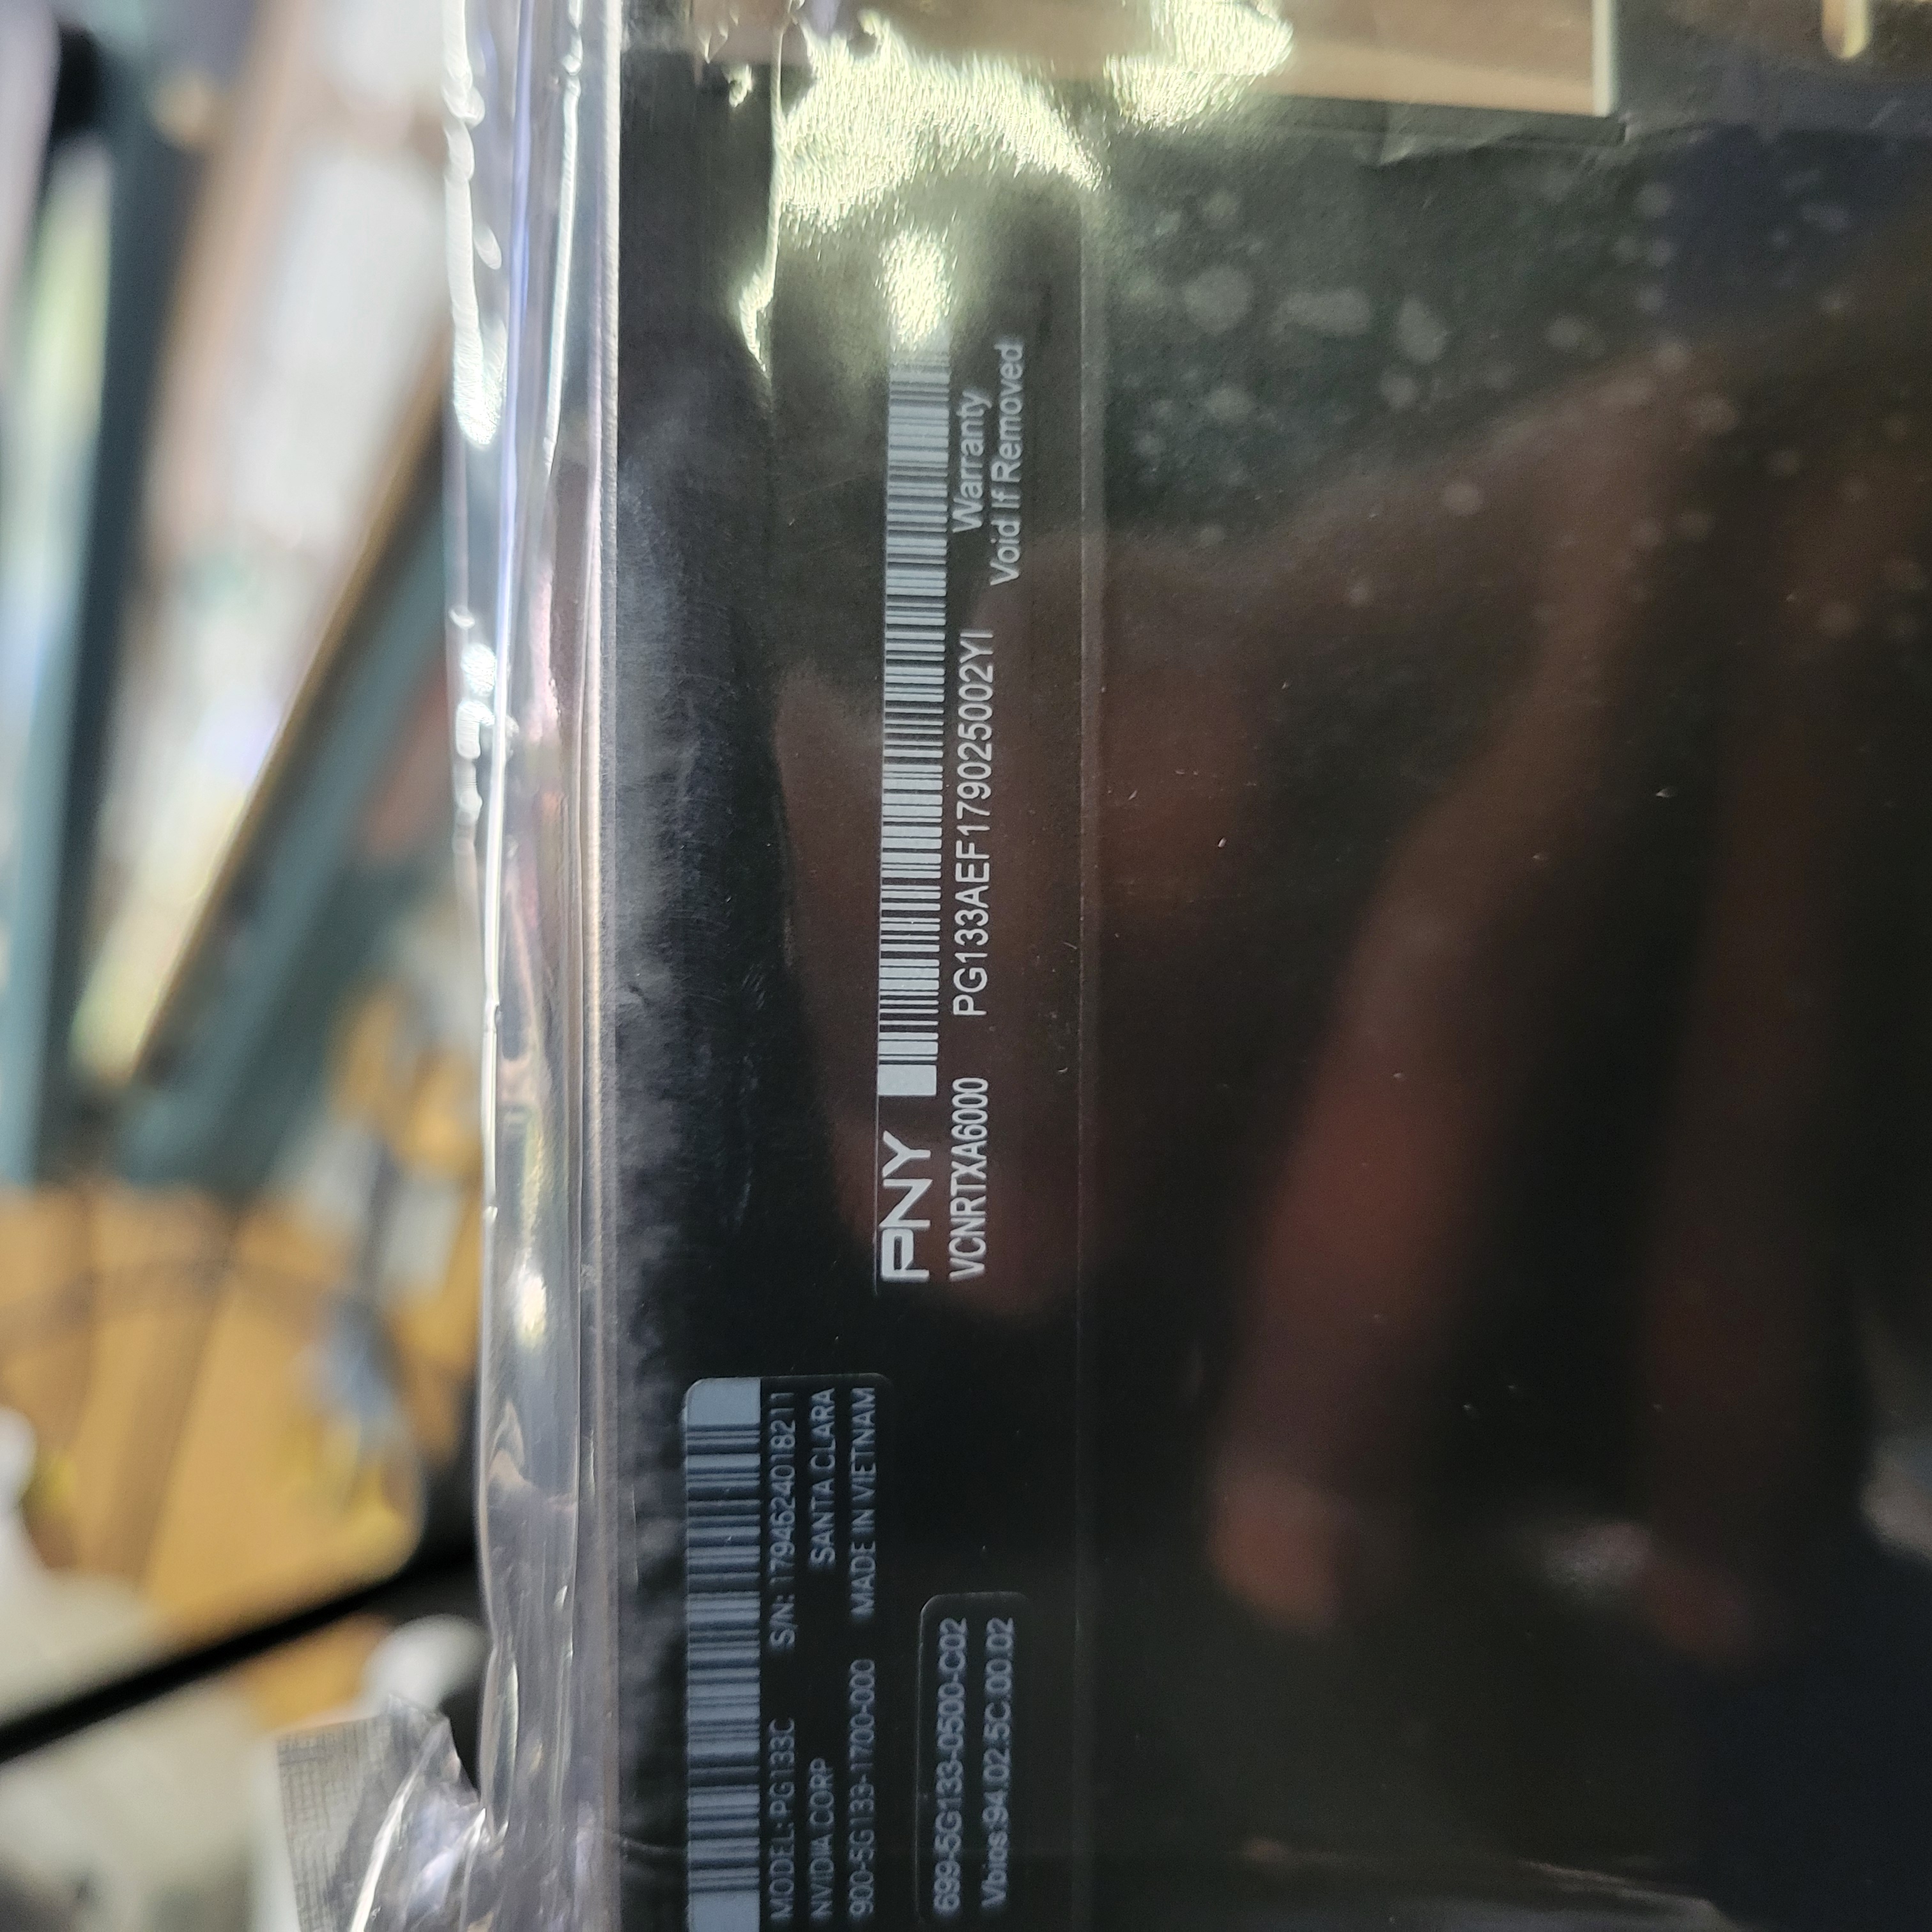 PNY
VCNRTXA6000 PG133AEF179025002YI
Warranty
Void If Removed
MODEL: PG133C S/N: 1794624018211
NVIDIA CORP SANTA CLARA
900-5G133-1700-000 MADE IN VIETNAM
699-5G133-0500-C02
Vbios:94.02.5C.00.02